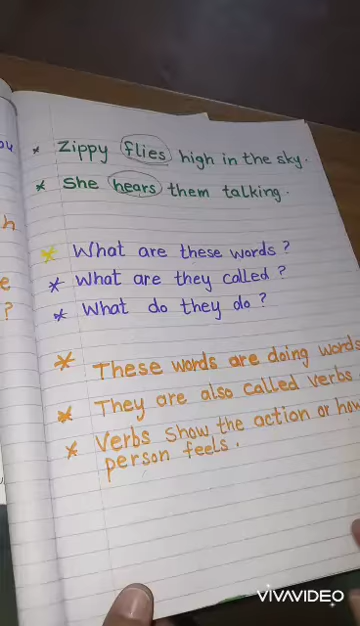 * Zippy flies high in the sky.
* She hears them talking.
* What are these words?
* What are they called?
* What do they do?
* These words are doing words
* They are also called verbs.
* Verbs show the action or how
person feels.
h
e
?
VIVAVIDEO